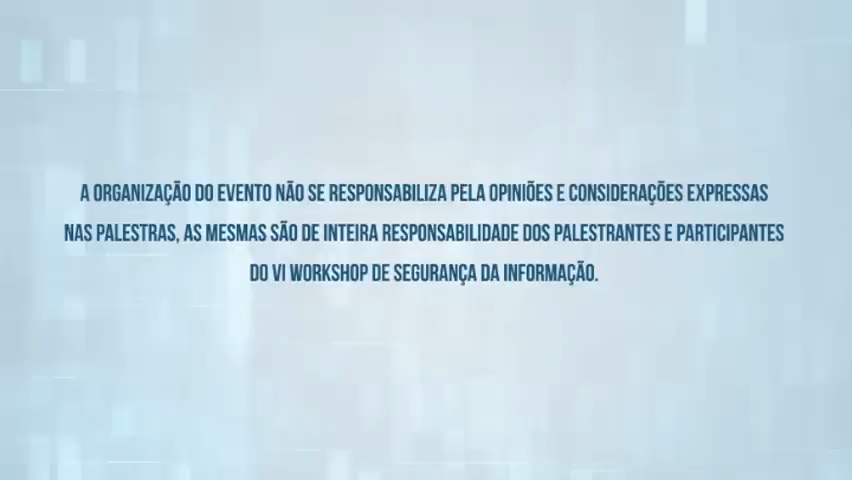 A ORGANIZAÇÃO DO EVENTO NÃO SE RESPONSABILIZA PELA OPINIÕES E CONSIDERAÇÕES EXPRESSAS
NAS PALESTRAS, AS MESMAS SÃO DE INTEIRA RESPONSABILIDADE DOS PALESTRANTES E PARTICIPANTES
DO VI WORKSHOP DE SEGURANÇA DA INFORMAÇÃO.